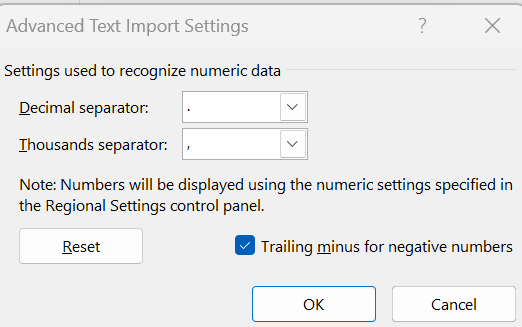 Advanced Text Import Settings ?
Settings used to recognize numeric data
Decimal separator: .
Thousands separator: ,
Note: Numbers will be displayed using the numeric settings specified in
the Regional Settings control panel.
Reset Trailing minus for negative numbers
OK Cancel